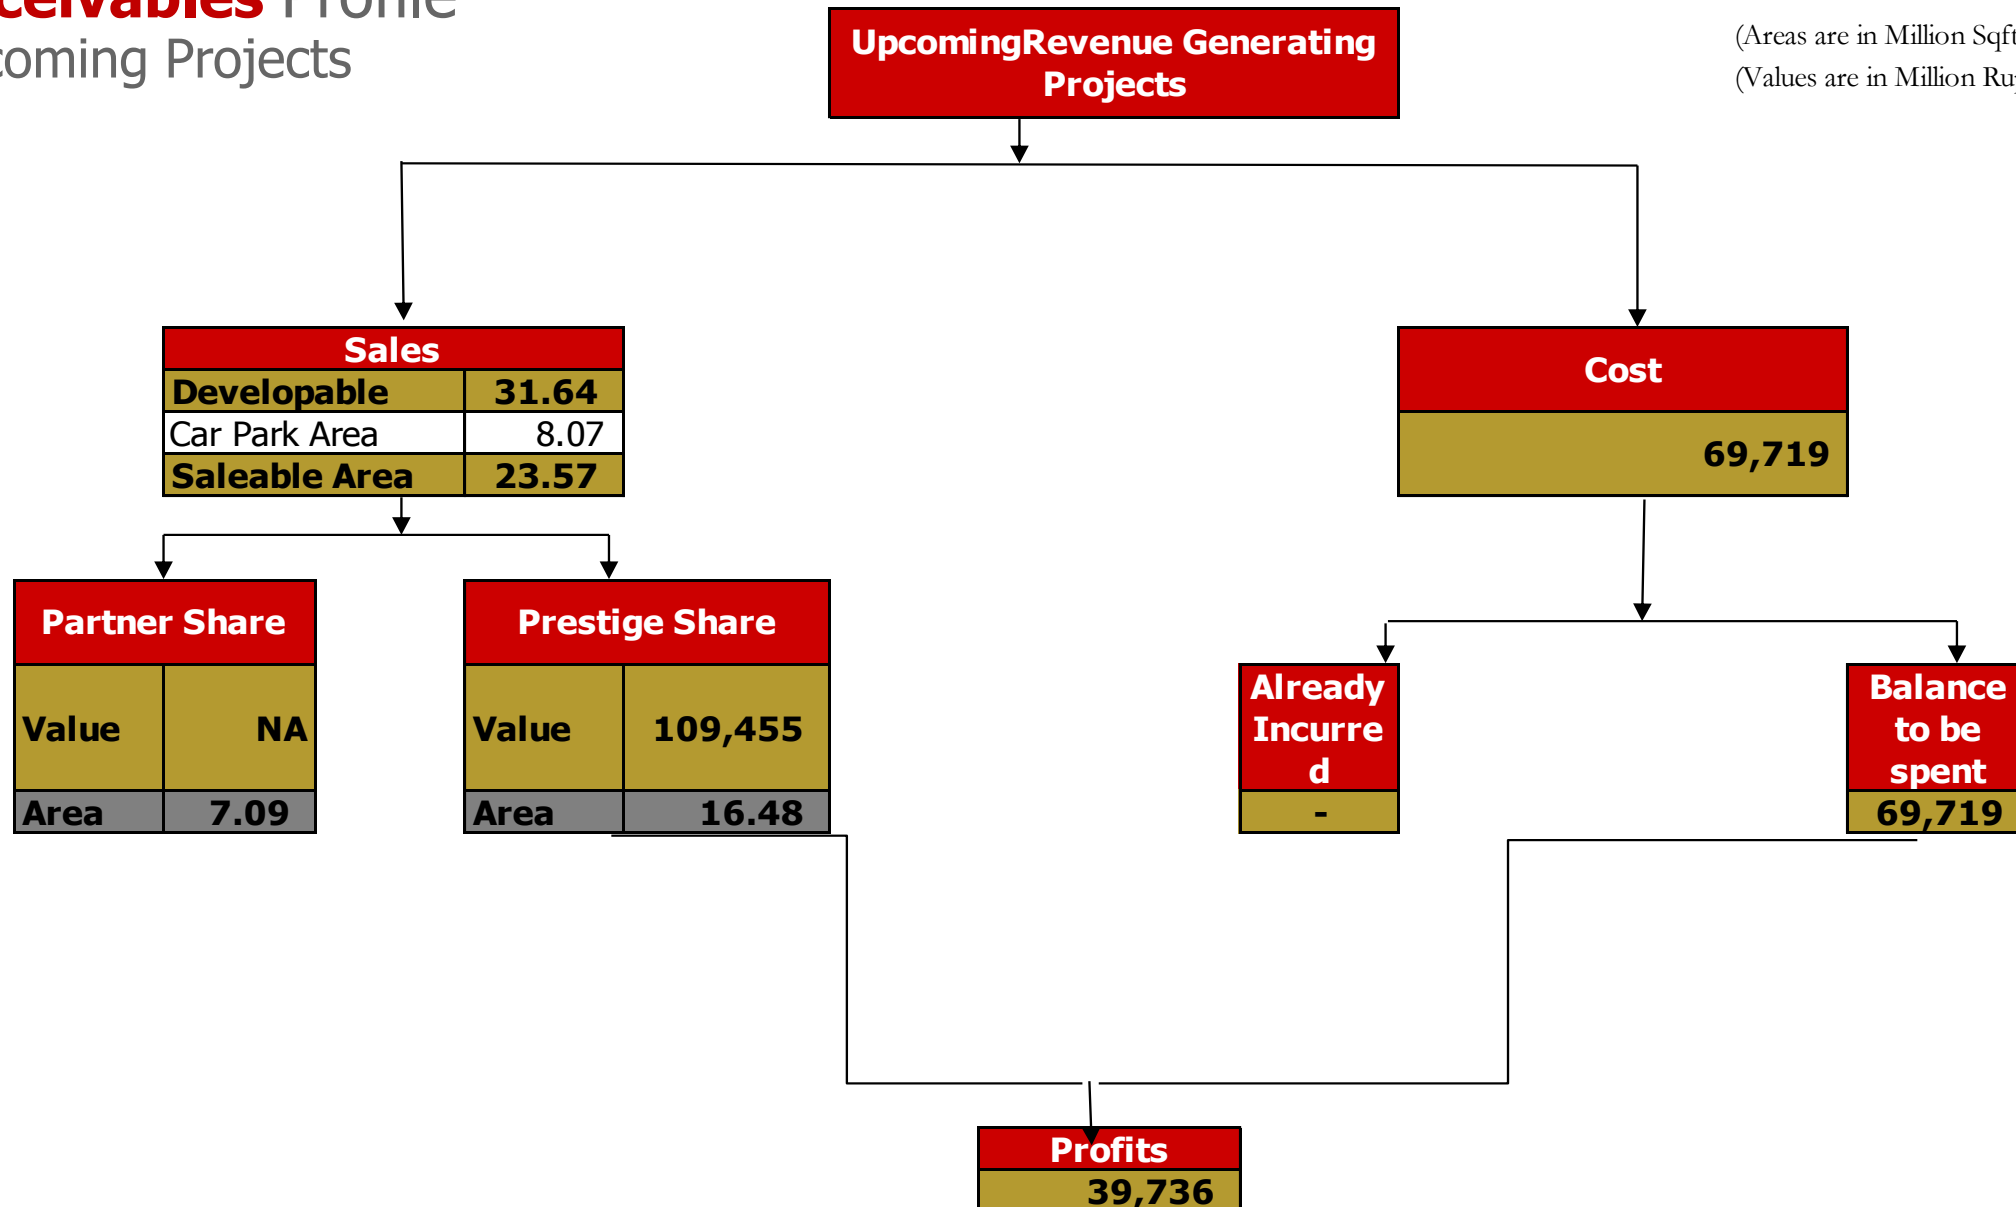 ceivables Profile
coming Projects
UpcomingRevenue Generating
Projects
(Areas are in Million Sqft
(Values are in Million Ru
Sales
Developable 31.64
Car Park Area 8.07
Saleable Area 23.57
Cost
69,719
Partner Share
Value NA
Area 7.09
Prestige Share
Value 109,455
Area 16.48
Already
Incurre
d
-
Balance
to be
spent
69,719
Profits
39,736